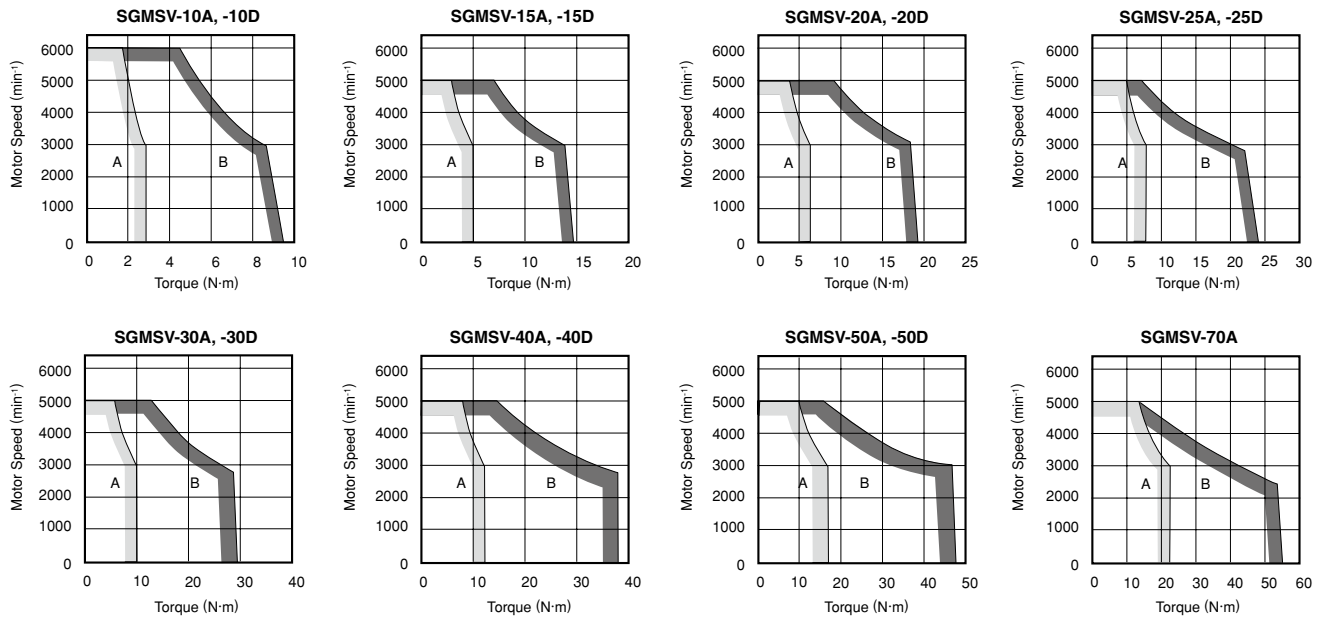 SGMSV-10A, -10D
Motor Speed (min⁻¹)
6000
5000
4000
3000
2000
1000
0
A
B
0 2 4 6 8 10
Torque (N·m)
SGMSV-15A, -15D
Motor Speed (min⁻¹)
6000
5000
4000
3000
2000
1000
0
A
B
0 5 10 15 20
Torque (N·m)
SGMSV-20A, -20D
Motor Speed (min⁻¹)
6000
5000
4000
3000
2000
1000
0
A
B
0 5 10 15 20 25
Torque (N·m)
SGMSV-25A, -25D
Motor Speed (min⁻¹)
6000
5000
4000
3000
2000
1000
0
A
B
0 5 10 15 20 25 30
Torque (N·m)
SGMSV-30A, -30D
Motor Speed (min⁻¹)
6000
5000
4000
3000
2000
1000
0
A
B
0 10 20 30 40
Torque (N·m)
SGMSV-40A, -40D
Motor Speed (min⁻¹)
6000
5000
4000
3000
2000
1000
0
A
B
0 10 20 30 40
Torque (N·m)
SGMSV-50A, -50D
Motor Speed (min⁻¹)
6000
5000
4000
3000
2000
1000
0
A
B
0 10 20 30 40 50
Torque (N·m)
SGMSV-70A
Motor Speed (min⁻¹)
6000
5000
4000
3000
2000
1000
0
A
B
0 10 20 30 40 50 60
Torque (N·m)